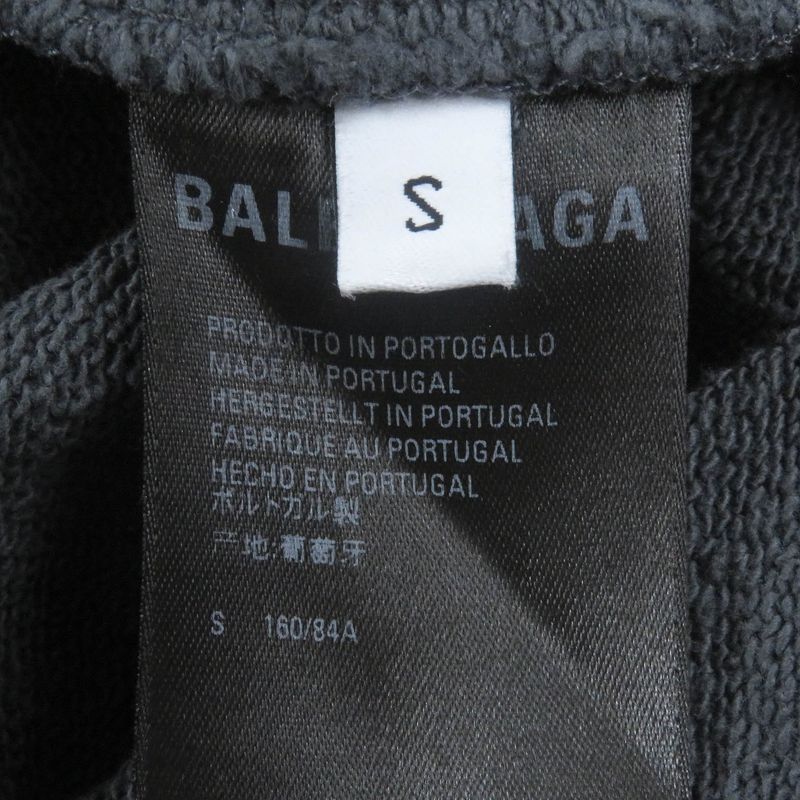 S
BAL AGA
PRODOTTO IN PORTOGALLO
MADE IN PORTUGAL
HERGESTELLT IN PORTUGAL
FABRIQUE AU PORTUGAL
HECHO EN PORTUGAL
ポルトガル製
产地:葡萄牙
S 160/84A